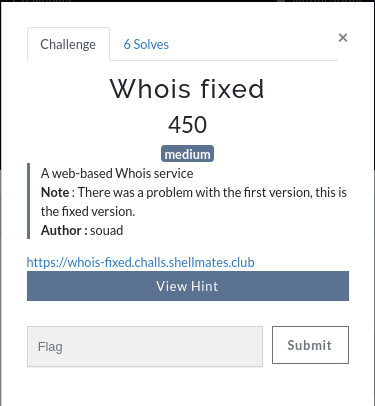 Challenge
6 Solves
×
Whois fixed
450
medium
A web-based Whois service
Note : There was a problem with the first version, this is
the fixed version.
Author : souad
https://whois-fixed.challs.shellmates.club
View Hint
Flag
Submit